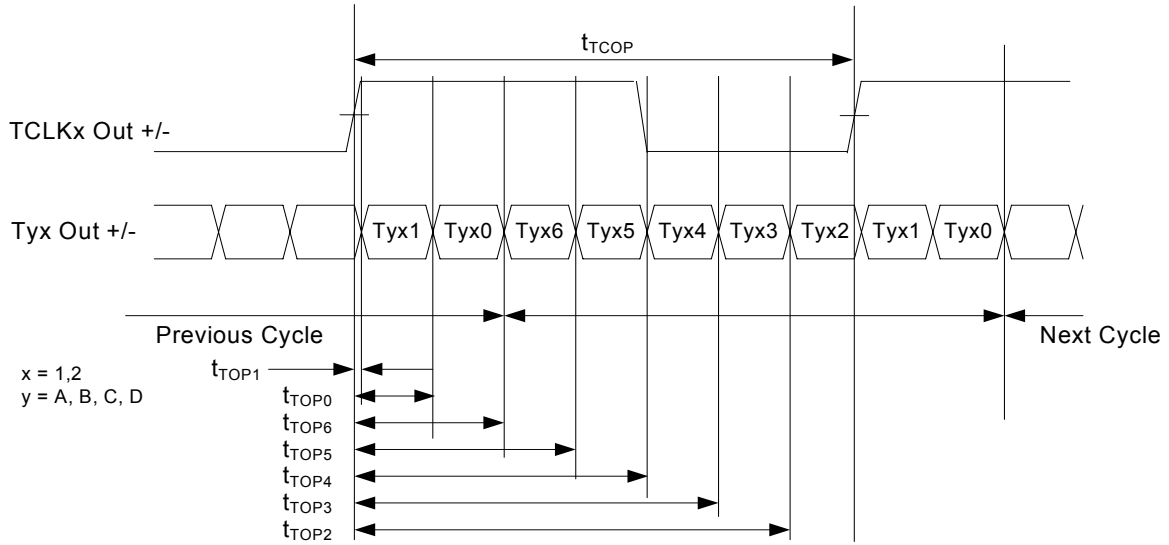 tTCOP
TCLKx Out +/-
Tyx Out +/-
Tyx1 Tyx0 Tyx6 Tyx5 Tyx4 Tyx3 Tyx2 Tyx1 Tyx0
Previous Cycle
Next Cycle
x = 1,2
y = A, B, C, D
tTOP1
tTOP0
tTOP6
tTOP5
tTOP4
tTOP3
tTOP2